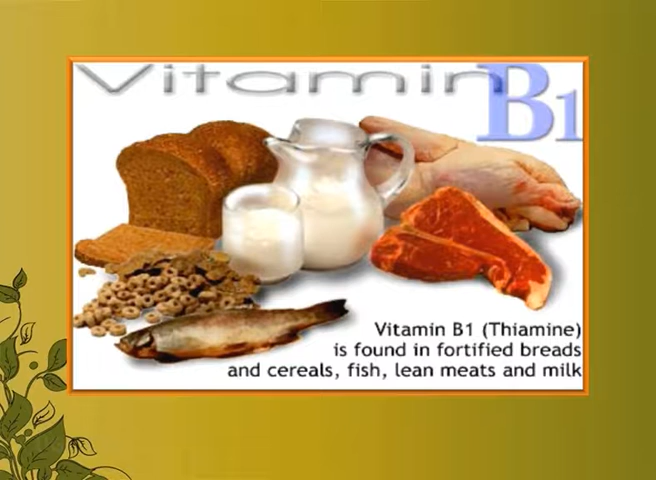 Vitamin B1
Vitamin B1 (Thiamine)
is found in fortified breads
and cereals, fish, lean meats and milk